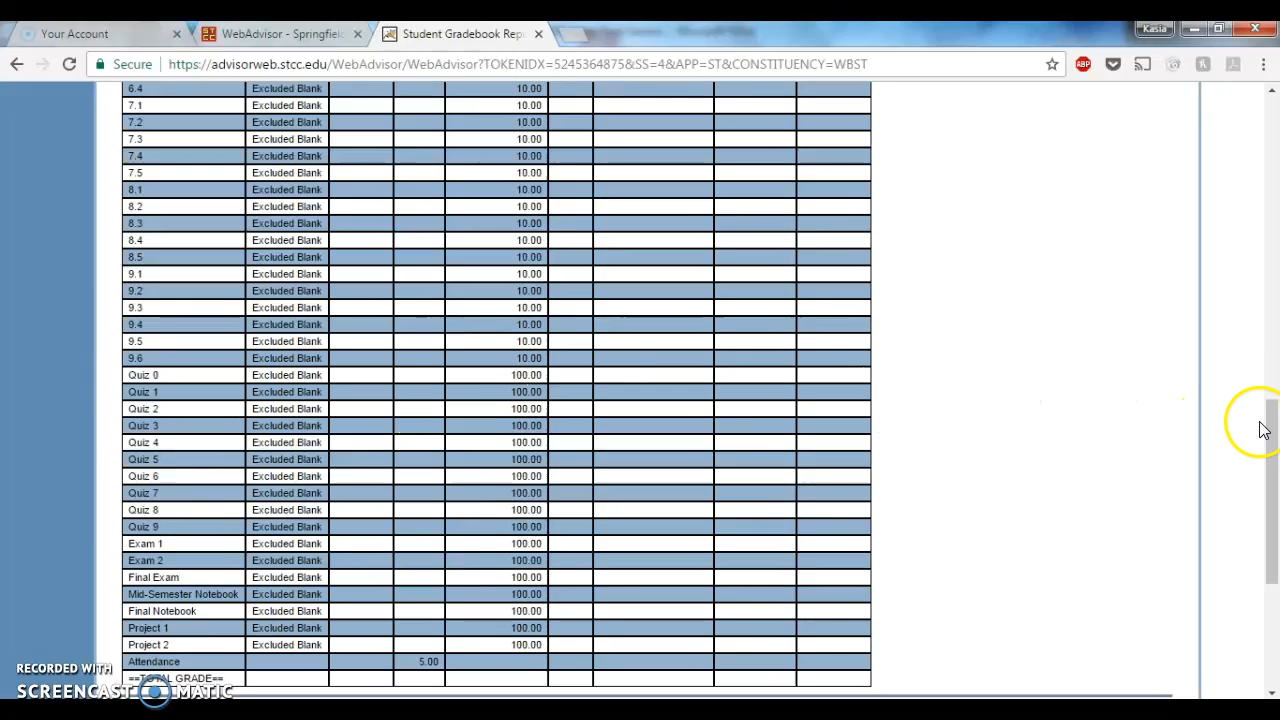 Your Account
WebAdvisor - Springfiel
Student Gradebook Repo
Kasia
Secure https://advisorweb.stcc.edu/WebAdvisor/WebAdvisor?TOKENIDX=5245364875&SS=4&APP=ST&CONSTITUENCY=WBST
ABP
6.4 Excluded Blank 10.00
7.1 Excluded Blank 10.00
7.2 Excluded Blank 10.00
7.3 Excluded Blank 10.00
7.4 Excluded Blank 10.00
7.5 Excluded Blank 10.00
8.1 Excluded Blank 10.00
8.2 Excluded Blank 10.00
8.3 Excluded Blank 10.00
8.4 Excluded Blank 10.00
8.5 Excluded Blank 10.00
9.1 Excluded Blank 10.00
9.2 Excluded Blank 10.00
9.3 Excluded Blank 10.00
9.4 Excluded Blank 10.00
9.5 Excluded Blank 10.00
9.6 Excluded Blank 10.00
Quiz 0 Excluded Blank 100.00
Quiz 1 Excluded Blank 100.00
Quiz 2 Excluded Blank 100.00
Quiz 3 Excluded Blank 100.00
Quiz 4 Excluded Blank 100.00
Quiz 5 Excluded Blank 100.00
Quiz 6 Excluded Blank 100.00
Quiz 7 Excluded Blank 100.00
Quiz 8 Excluded Blank 100.00
Quiz 9 Excluded Blank 100.00
Exam 1 Excluded Blank 100.00
Exam 2 Excluded Blank 100.00
Final Exam Excluded Blank 100.00
Mid-Semester Notebook Excluded Blank 100.00
Final Notebook Excluded Blank 100.00
Project 1 Excluded Blank 100.00
Project 2 Excluded Blank 100.00
Attendance 5.00
==TOTAL GRADE==
RECORDED WITH
SCREENCAST MATIC